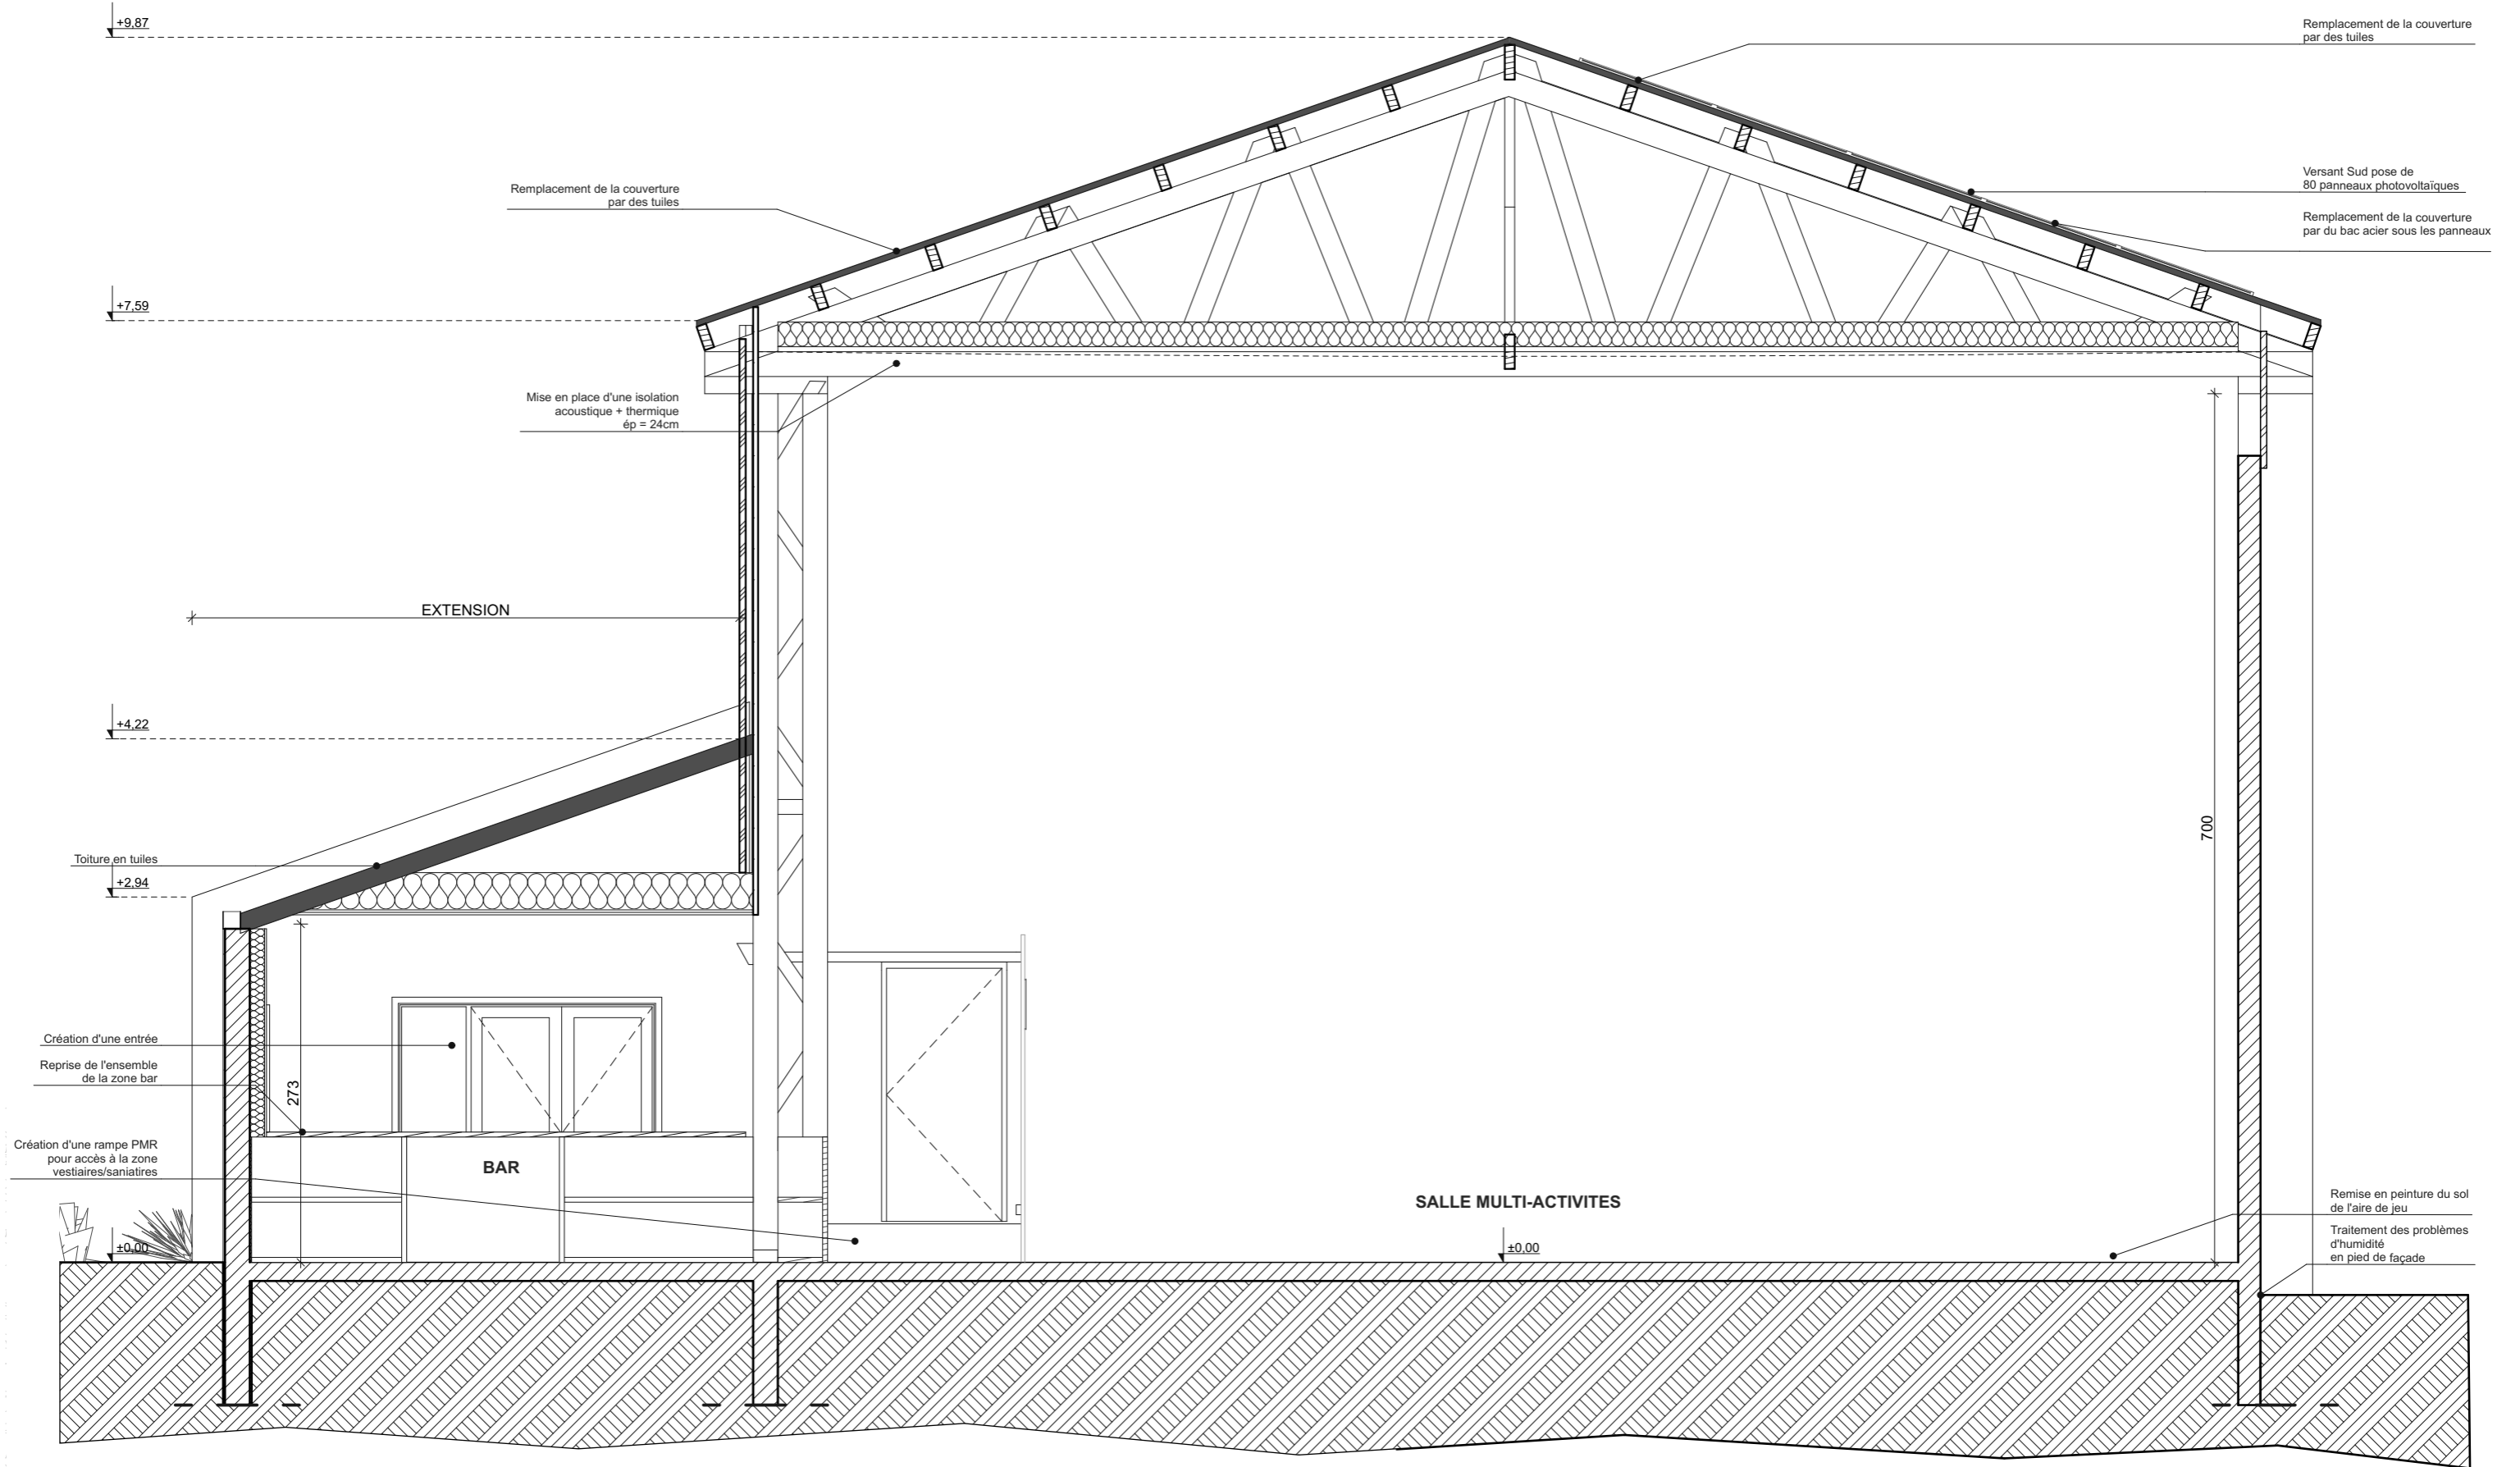 +9,87
Remplacement de la couverture
par des tuiles
Remplacement de la couverture
par des tuiles
Versant Sud pose de
80 panneaux photovoltaïques
Remplacement de la couverture
par du bac acier sous les panneaux
+7,59
Mise en place d'une isolation
acoustique + thermique
ép = 24cm
EXTENSION
+4,22
700
Toiture en tuiles
+2,94
Création d'une entrée
Reprise de l'ensemble
de la zone bar
273
Création d'une rampe PMR
pour accès à la zone
vestiaires/saniatires
BAR
SALLE MULTI-ACTIVITES
Remise en peinture du sol
de l'aire de jeu
Traitement des problèmes
d'humidité
en pied de façade
±0,00
±0,00